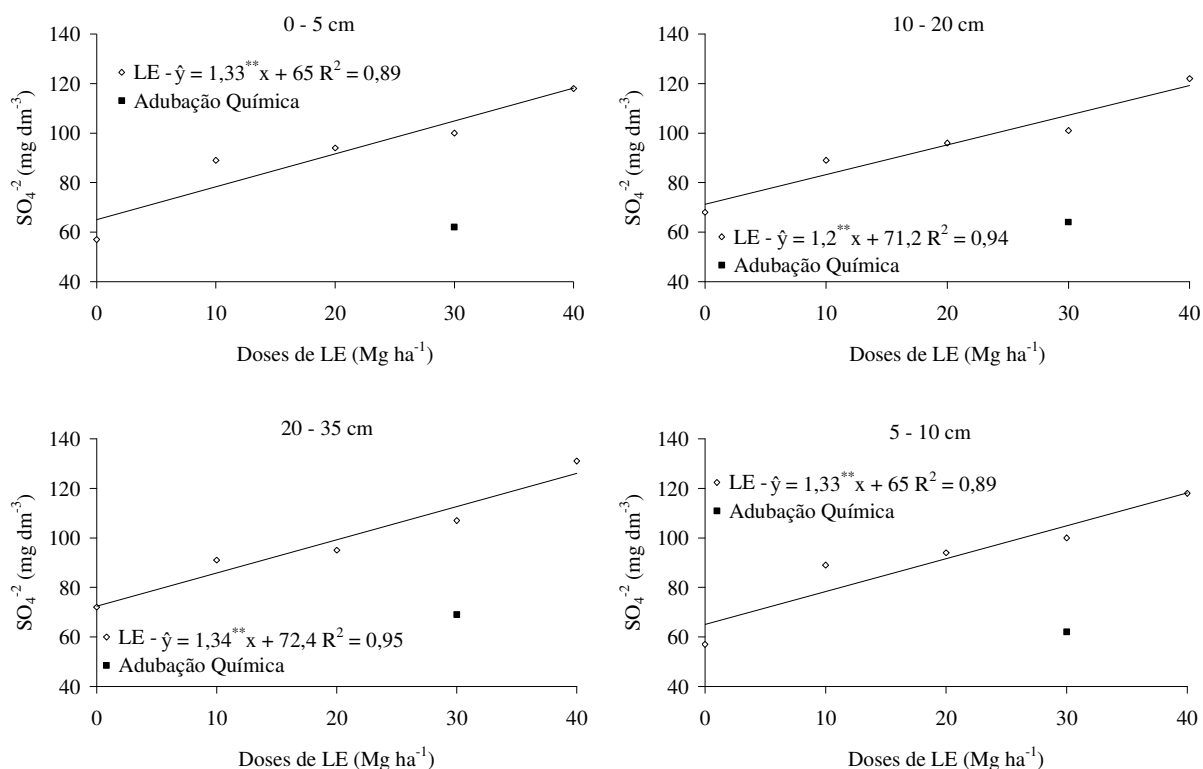 0 - 5 cm
140
120
100
80
60
40
SO₄⁻² (mg dm⁻³)
LE - ŷ = 1,33**x + 65 R² = 0,89
Adubação Química
0 10 20 30 40
Doses de LE (Mg ha⁻¹)
10 - 20 cm
140
120
100
80
60
40
SO₄⁻² (mg dm⁻³)
LE - ŷ = 1,2**x + 71,2 R² = 0,94
Adubação Química
0 10 20 30 40
Doses de LE (Mg ha⁻¹)
20 - 35 cm
140
120
100
80
60
40
SO₄⁻² (mg dm⁻³)
LE - ŷ = 1,34**x + 72,4 R² = 0,95
Adubação Química
0 10 20 30 40
Doses de LE (Mg ha⁻¹)
5 - 10 cm
140
120
100
80
60
40
SO₄⁻² (mg dm⁻³)
LE - ŷ = 1,33**x + 65 R² = 0,89
Adubação Química
0 10 20 30 40
Doses de LE (Mg ha⁻¹)